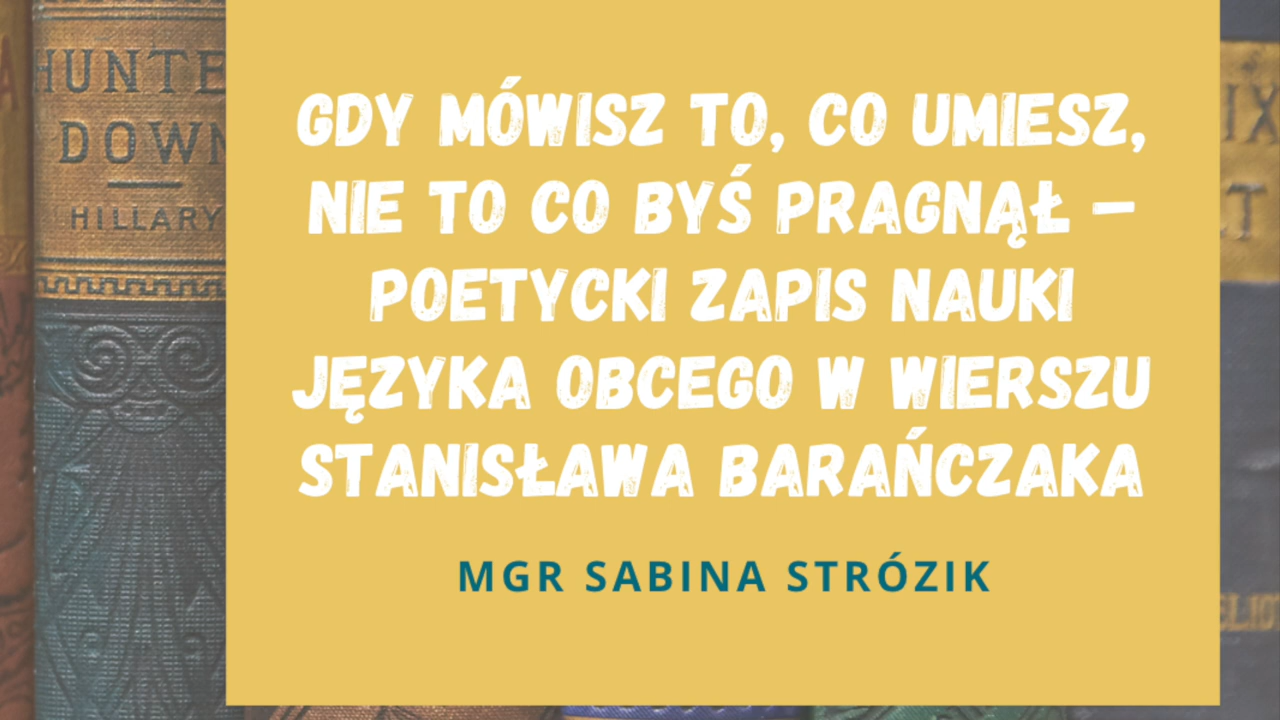 HUNTE
DOWN
HILLARY
GDY MÓWISZ TO, CO UMIESZ,
NIE TO CO BYŚ PRAGNĄŁ –
POETYCKI ZAPIS NAUKI
JĘZYKA OBCEGO W WIERSZU
STANISŁAWA BARAŃCZAKA
MGR SABINA STRÓZIK